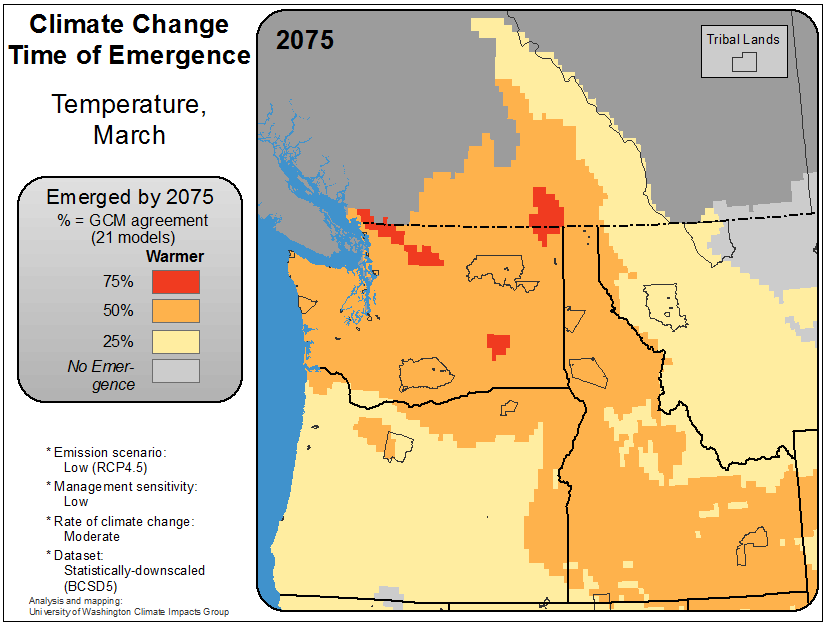 Climate Change
Time of Emergence
Temperature,
March
Emerged by 2075
% = GCM agreement
(21 models)
Warmer
75%
50%
25%
No Emer-
gence
* Emission scenario:
Low (RCP4.5)
* Management sensitivity:
Low
* Rate of climate change:
Moderate
* Dataset:
Statistically-downscaled
(BCSD5)
Analysis and mapping:
University of Washington Climate Impacts Group
2075
Tribal Lands